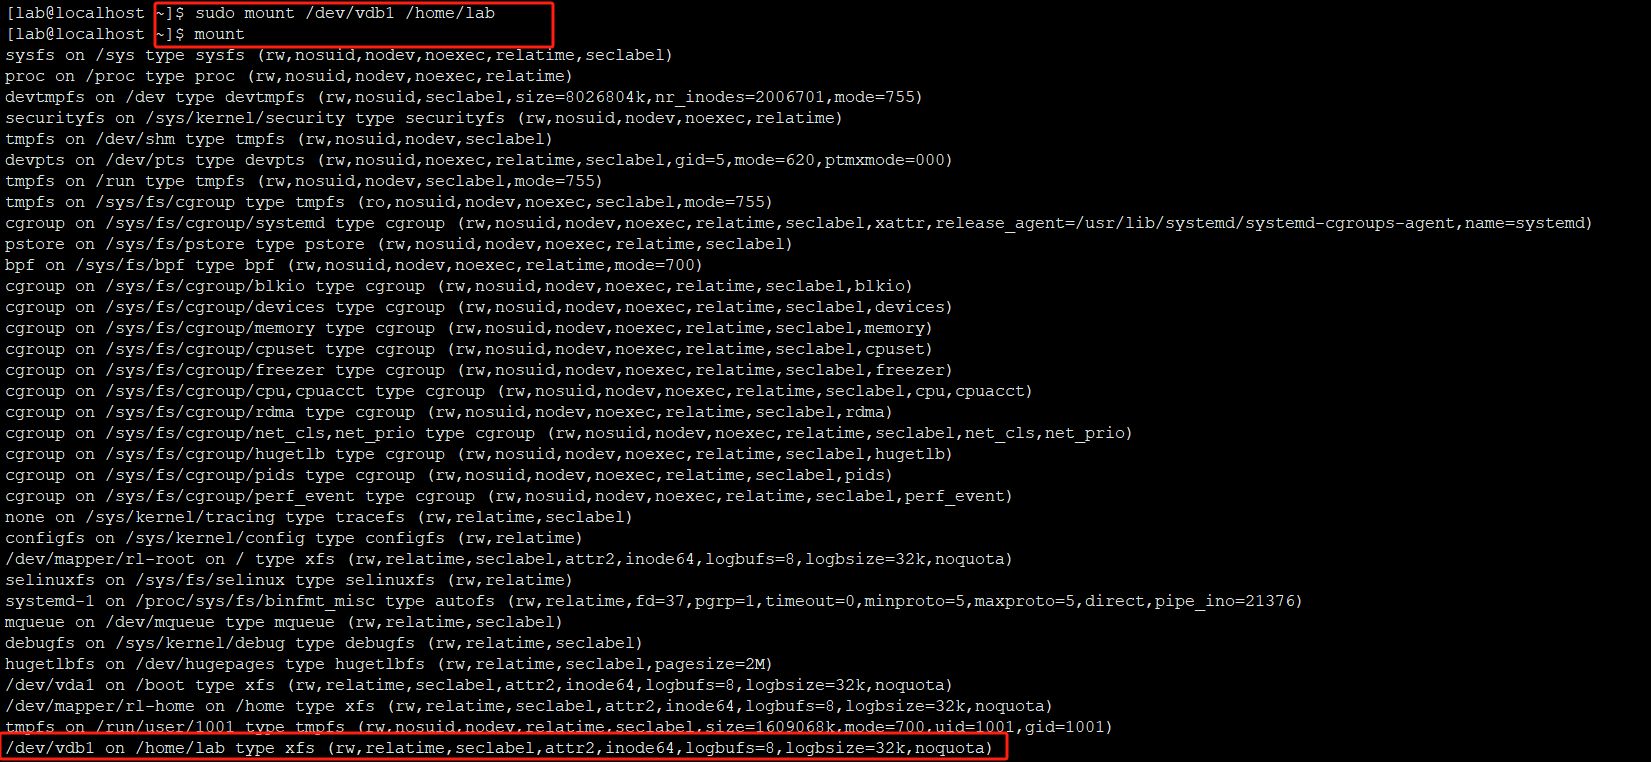 [lab@localhost ~]$ sudo mount /dev/vdb1 /home/lab
[lab@localhost ~]$ mount
sysfs on /sys type sysfs (rw,nosuid,nodev,noexec,relatime,seclabel)
proc on /proc type proc (rw,nosuid,nodev,noexec,relatime)
devtmpfs on /dev type devtmpfs (rw,nosuid,seclabel,size=8026804k,nr_inodes=2006701,mode=755)
securityfs on /sys/kernel/security type securityfs (rw,nosuid,nodev,noexec,relatime)
tmpfs on /dev/shm type tmpfs (rw,nosuid,nodev,seclabel)
devpts on /dev/pts type devpts (rw,nosuid,noexec,relatime,seclabel,gid=5,mode=620,ptmxmode=000)
tmpfs on /run type tmpfs (rw,nosuid,nodev,seclabel,mode=755)
tmpfs on /sys/fs/cgroup type tmpfs (ro,nosuid,nodev,noexec,seclabel,mode=755)
cgroup on /sys/fs/cgroup/systemd type cgroup (rw,nosuid,nodev,noexec,relatime,seclabel,xattr,release_agent=/usr/lib/systemd/systemd-cgroups-agent,name=systemd)
pstore on /sys/fs/pstore type pstore (rw,nosuid,nodev,noexec,relatime,seclabel)
bpf on /sys/fs/bpf type bpf (rw,nosuid,nodev,noexec,relatime,mode=700)
cgroup on /sys/fs/cgroup/blkio type cgroup (rw,nosuid,nodev,noexec,relatime,seclabel,blkio)
cgroup on /sys/fs/cgroup/devices type cgroup (rw,nosuid,nodev,noexec,relatime,seclabel,devices)
cgroup on /sys/fs/cgroup/memory type cgroup (rw,nosuid,nodev,noexec,relatime,seclabel,memory)
cgroup on /sys/fs/cgroup/cpuset type cgroup (rw,nosuid,nodev,noexec,relatime,seclabel,cpuset)
cgroup on /sys/fs/cgroup/freezer type cgroup (rw,nosuid,nodev,noexec,relatime,seclabel,freezer)
cgroup on /sys/fs/cgroup/cpu,cpuacct type cgroup (rw,nosuid,nodev,noexec,relatime,seclabel,cpu,cpuacct)
cgroup on /sys/fs/cgroup/rdma type cgroup (rw,nosuid,nodev,noexec,relatime,seclabel,rdma)
cgroup on /sys/fs/cgroup/net_cls,net_prio type cgroup (rw,nosuid,nodev,noexec,relatime,seclabel,net_cls,net_prio)
cgroup on /sys/fs/cgroup/hugetlb type cgroup (rw,nosuid,nodev,noexec,relatime,seclabel,hugetlb)
cgroup on /sys/fs/cgroup/pids type cgroup (rw,nosuid,nodev,noexec,relatime,seclabel,pids)
cgroup on /sys/fs/cgroup/perf_event type cgroup (rw,nosuid,nodev,noexec,relatime,seclabel,perf_event)
none on /sys/kernel/tracing type tracefs (rw,relatime,seclabel)
configfs on /sys/kernel/config type configfs (rw,relatime)
/dev/mapper/rl-root on / type xfs (rw,relatime,seclabel,attr2,inode64,logbufs=8,logbsize=32k,noquota)
selinuxfs on /sys/fs/selinux type selinuxfs (rw,relatime)
systemd-1 on /proc/sys/fs/binfmt_misc type autofs (rw,relatime,fd=37,pgrp=1,timeout=0,minproto=5,maxproto=5,direct,pipe_ino=21376)
mqueue on /dev/mqueue type mqueue (rw,relatime,seclabel)
debugfs on /sys/kernel/debug type debugfs (rw,relatime,seclabel)
hugetlbfs on /dev/hugepages type hugetlbfs (rw,relatime,seclabel,pagesize=2M)
/dev/vda1 on /boot type xfs (rw,relatime,seclabel,attr2,inode64,logbufs=8,logbsize=32k,noquota)
/dev/mapper/rl-home on /home type xfs (rw,relatime,seclabel,attr2,inode64,logbufs=8,logbsize=32k,noquota)
tmpfs on /run/user/1001 type tmpfs (rw,nosuid,nodev,relatime,seclabel,size=1609068k,mode=700,uid=1001,gid=1001)
/dev/vdb1 on /home/lab type xfs (rw,relatime,seclabel,attr2,inode64,logbufs=8,logbsize=32k,noquota)